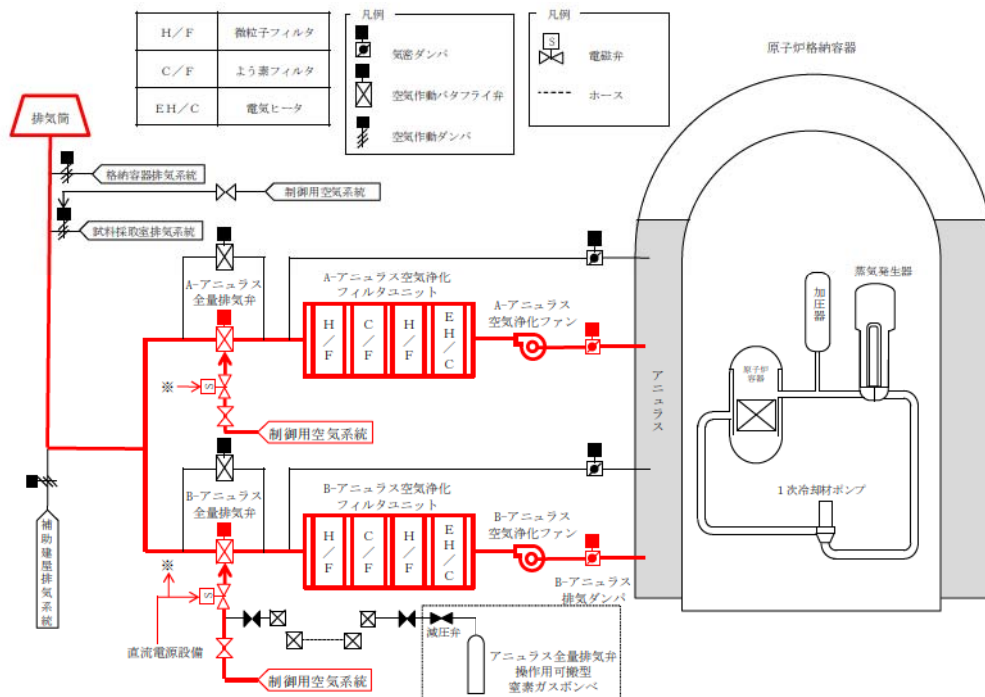 H/F 微粒子フィルタ
C/F よう素フィルタ
EH/C 電気ヒータ
凡例
気密ダンパ
空気作動バタフライ弁
空気作動ダンパ
凡例
S
電磁弁
ホース
原子炉格納容器
排気筒
格納容器排気系統
制御用空気系統
試料採取室排気系統
A-アニュラス
全量排気弁
A-アニュラス空気浄化
フィルタユニット
H/F
C/F
H/F
EH/C
A-アニュラス
空気浄化ファン
※
S
制御用空気系統
アニュラス
加圧器
蒸気発生器
原子炉
容器
1次冷却材ポンプ
B-アニュラス
全量排気弁
B-アニュラス空気浄化
フィルタユニット
H/F
C/F
H/F
EH/C
B-アニュラス
空気浄化ファン
B-アニュラス
排気ダンパ
補助建屋排気系統
※
S
直流電源設備
制御用空気系統
減圧弁
アニュラス全量排気弁
操作用可搬型
窒素ガスボンベ